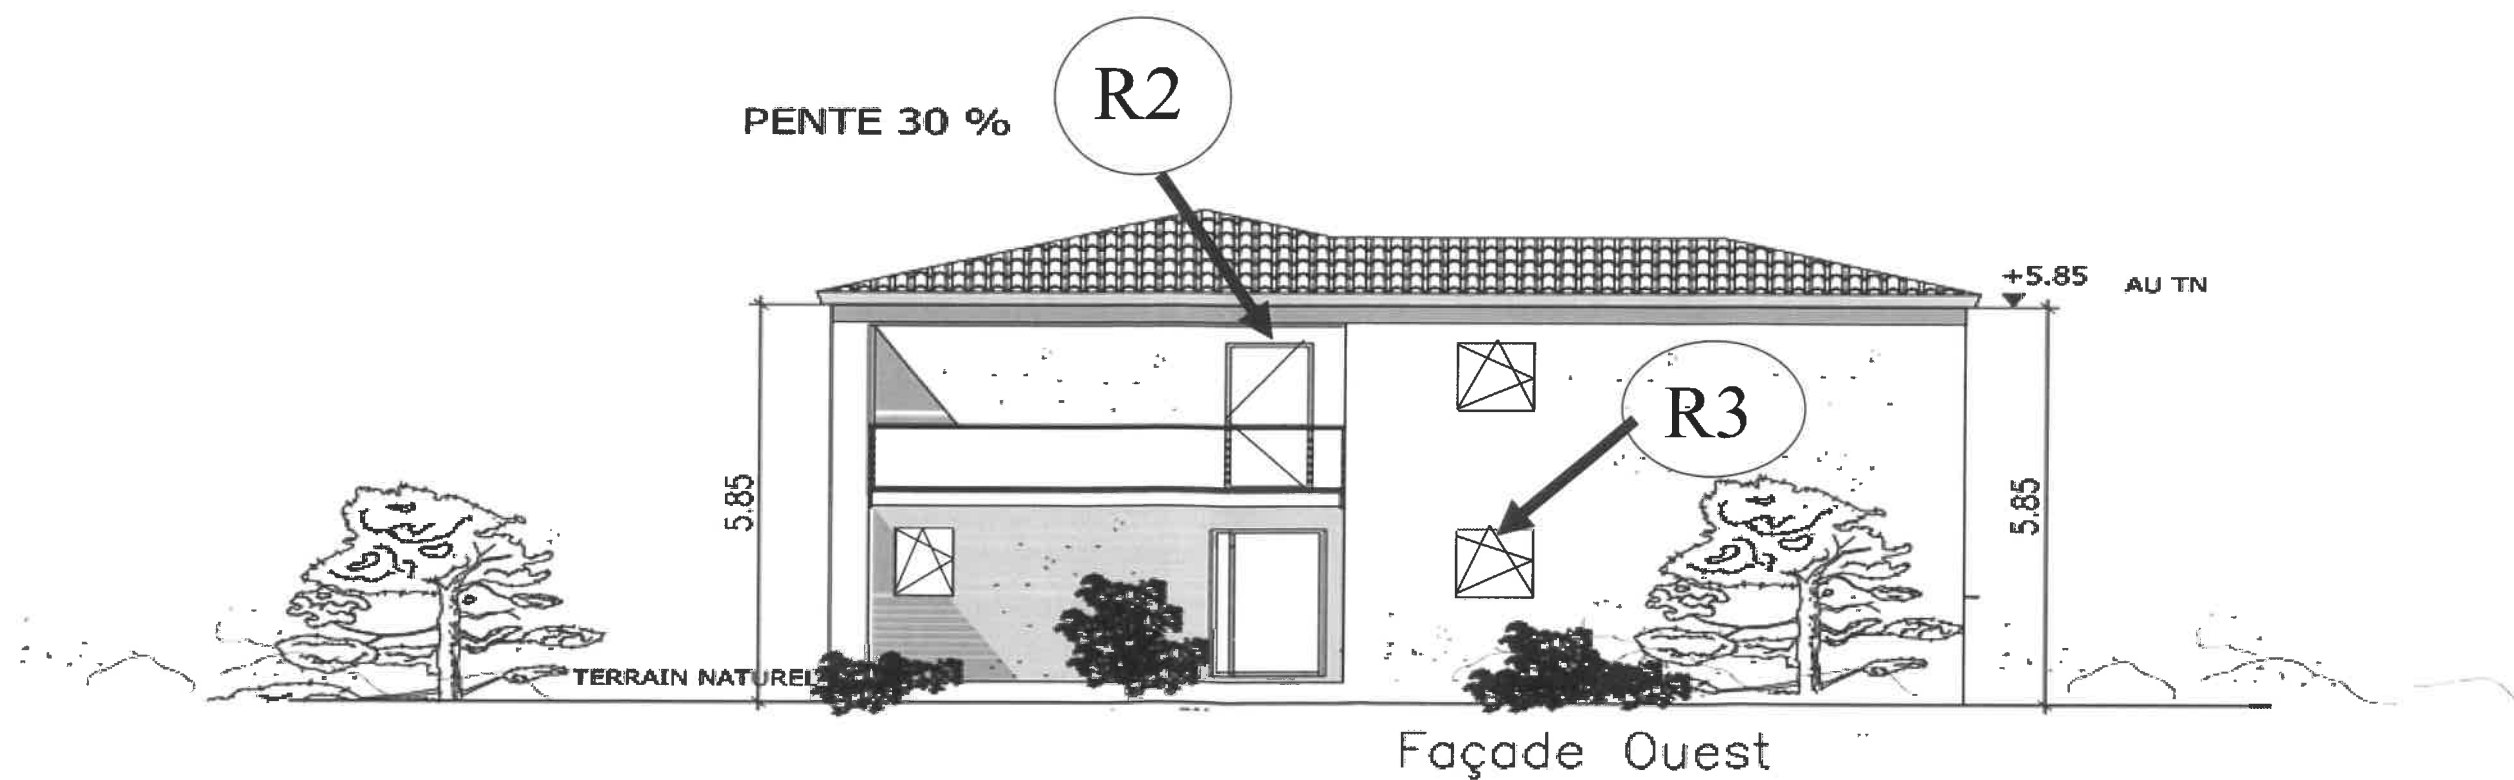 R2
PENTE 30 %
+5.85 AU TN
R3
5.85
5.85
TERRAIN NATUREL
Façade Ouest